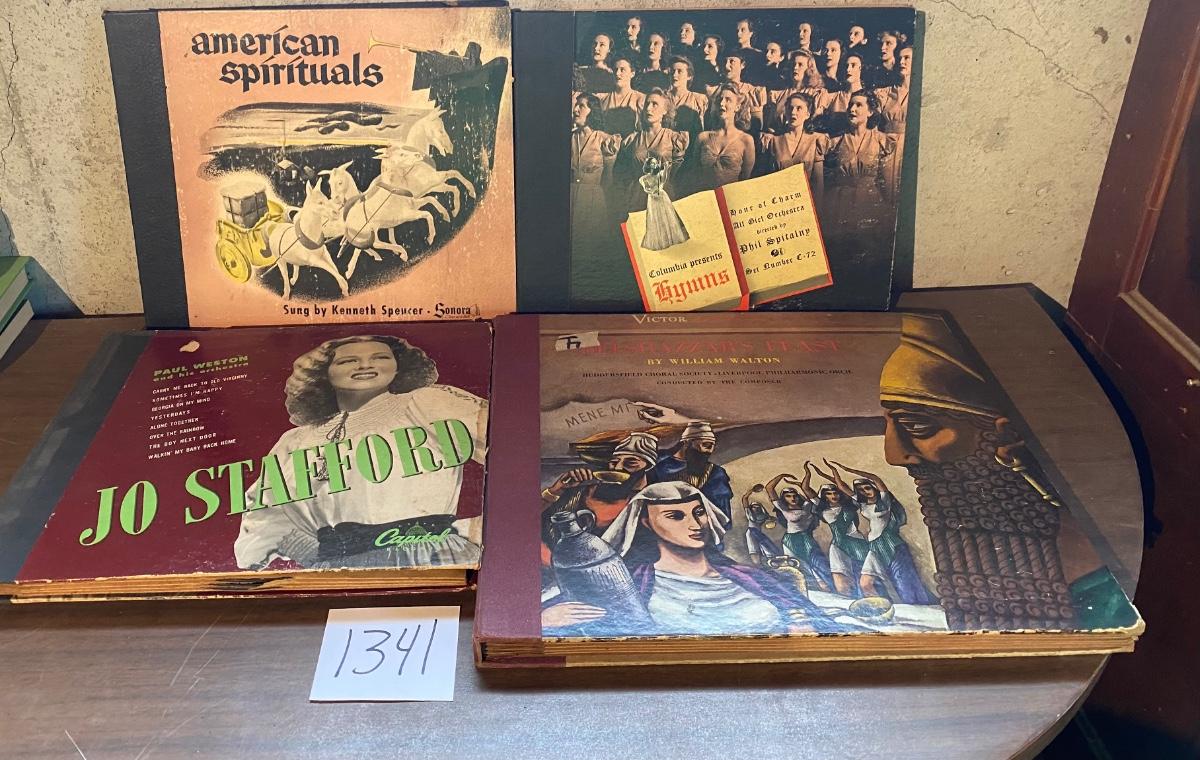 american
spirituals
Sung by Kenneth Spencer - Sonora
Columbia presents
Hymns
Hour of Charm
All Girl Orchestra
directed by
Phil Spitalny
Set Number C-72
PAUL WESTON
and his orchestra
CARRY ME BACK TO OLD VIRGINNY
SOMETIMES I'M HAPPY
GEORGIA ON MY MIND
YESTERDAYS
ALONE TOGETHER
OVER THE RAINBOW
THE BOY NEXT DOOR
WALKIN' MY BABY BACK HOME
JO STAFFORD
Capitol
VICTOR
BELSHAZZAR'S FEAST
BY WILLIAM WALTON
HUDDERSFIELD CHORAL SOCIETY • LIVERPOOL PHILHARMONIC ORCH.
CONDUCTED BY THE COMPOSER
MENE ME
1341